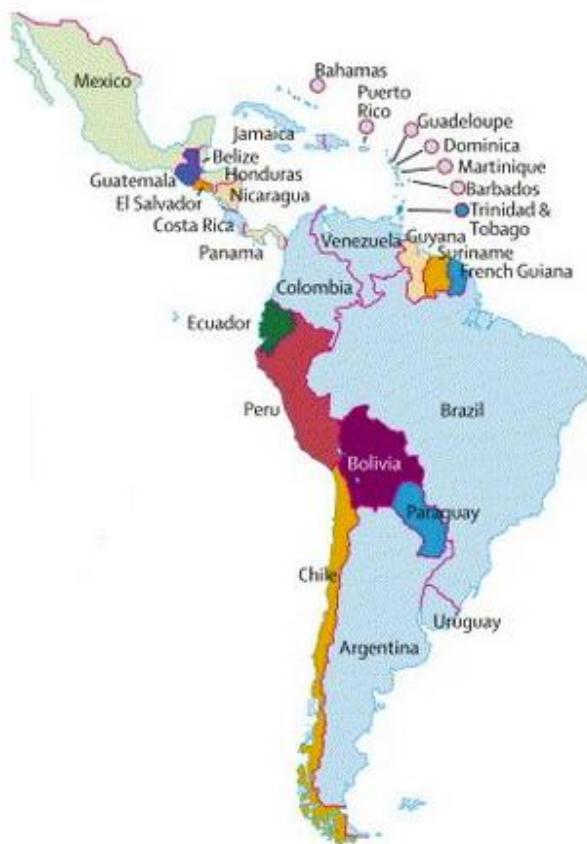 Mexico
Bahamas
Puerto
Rico
Guadeloupe
Jamaica
Dominica
Belize
Honduras
Martinique
Guatemala
Nicaragua
Barbados
El Salvador
Trinidad &
Tobago
Costa Rica
Panama
Venezuela
Guyana
Suriname
French Guiana
Colombia
Ecuador
Peru
Brazil
Bolivia
Paraguay
Chile
Uruguay
Argentina